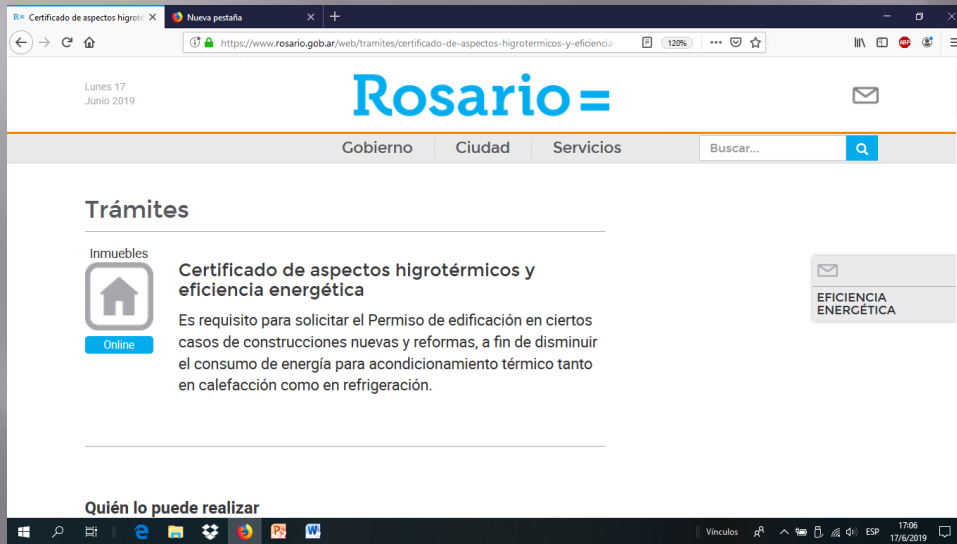 R= Certificado de aspectos higroté
Nueva pestaña
https://www.rosario.gob.ar/web/tramites/certificado-de-aspectos-higrotermicos-y-eficiencia
120%
ABP
Lunes 17
Junio 2019
Rosario=
Gobierno
Ciudad
Servicios
Buscar...
Trámites
Inmuebles
Online
Certificado de aspectos higrotérmicos y
eficiencia energética
Es requisito para solicitar el Permiso de edificación en ciertos
casos de construcciones nuevas y reformas, a fin de disminuir
el consumo de energía para acondicionamiento térmico tanto
en calefacción como en refrigeración.
EFICIENCIA
ENERGÉTICA
Quién lo puede realizar
Vínculos
ESP
17:06
17/6/2019